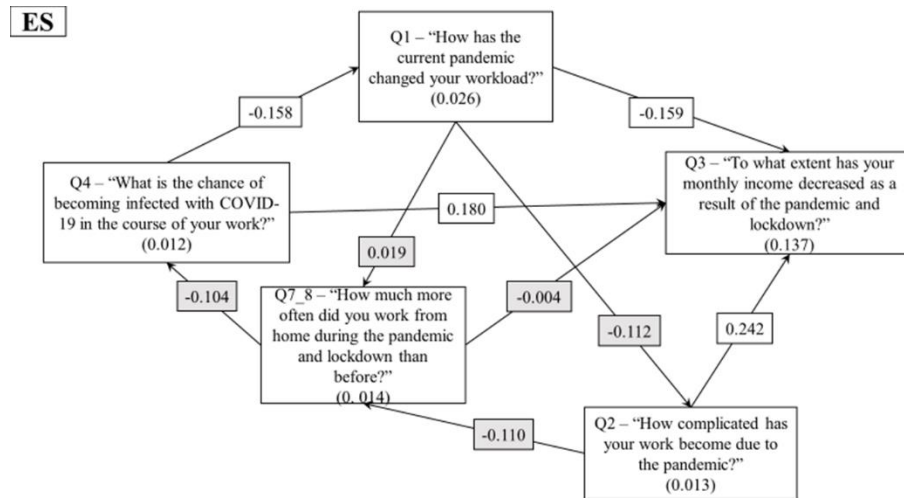 ES
Q1 – “How has the
current pandemic
changed your workload?”
(0.026)
-0.158
-0.159
Q4 – “What is the chance of
becoming infected with COVID-
19 in the course of your work?”
(0.012)
Q3 – “To what extent has your
monthly income decreased as a
result of the pandemic and
lockdown?”
(0.137)
0.180
0.019
-0.104
-0.004
Q7_8 – “How much more
often did you work from
home during the pandemic
and lockdown than
before?”
(0, 014)
-0.112
0.242
-0.110
Q2 – “How complicated has
your work become due to
the pandemic?”
(0.013)